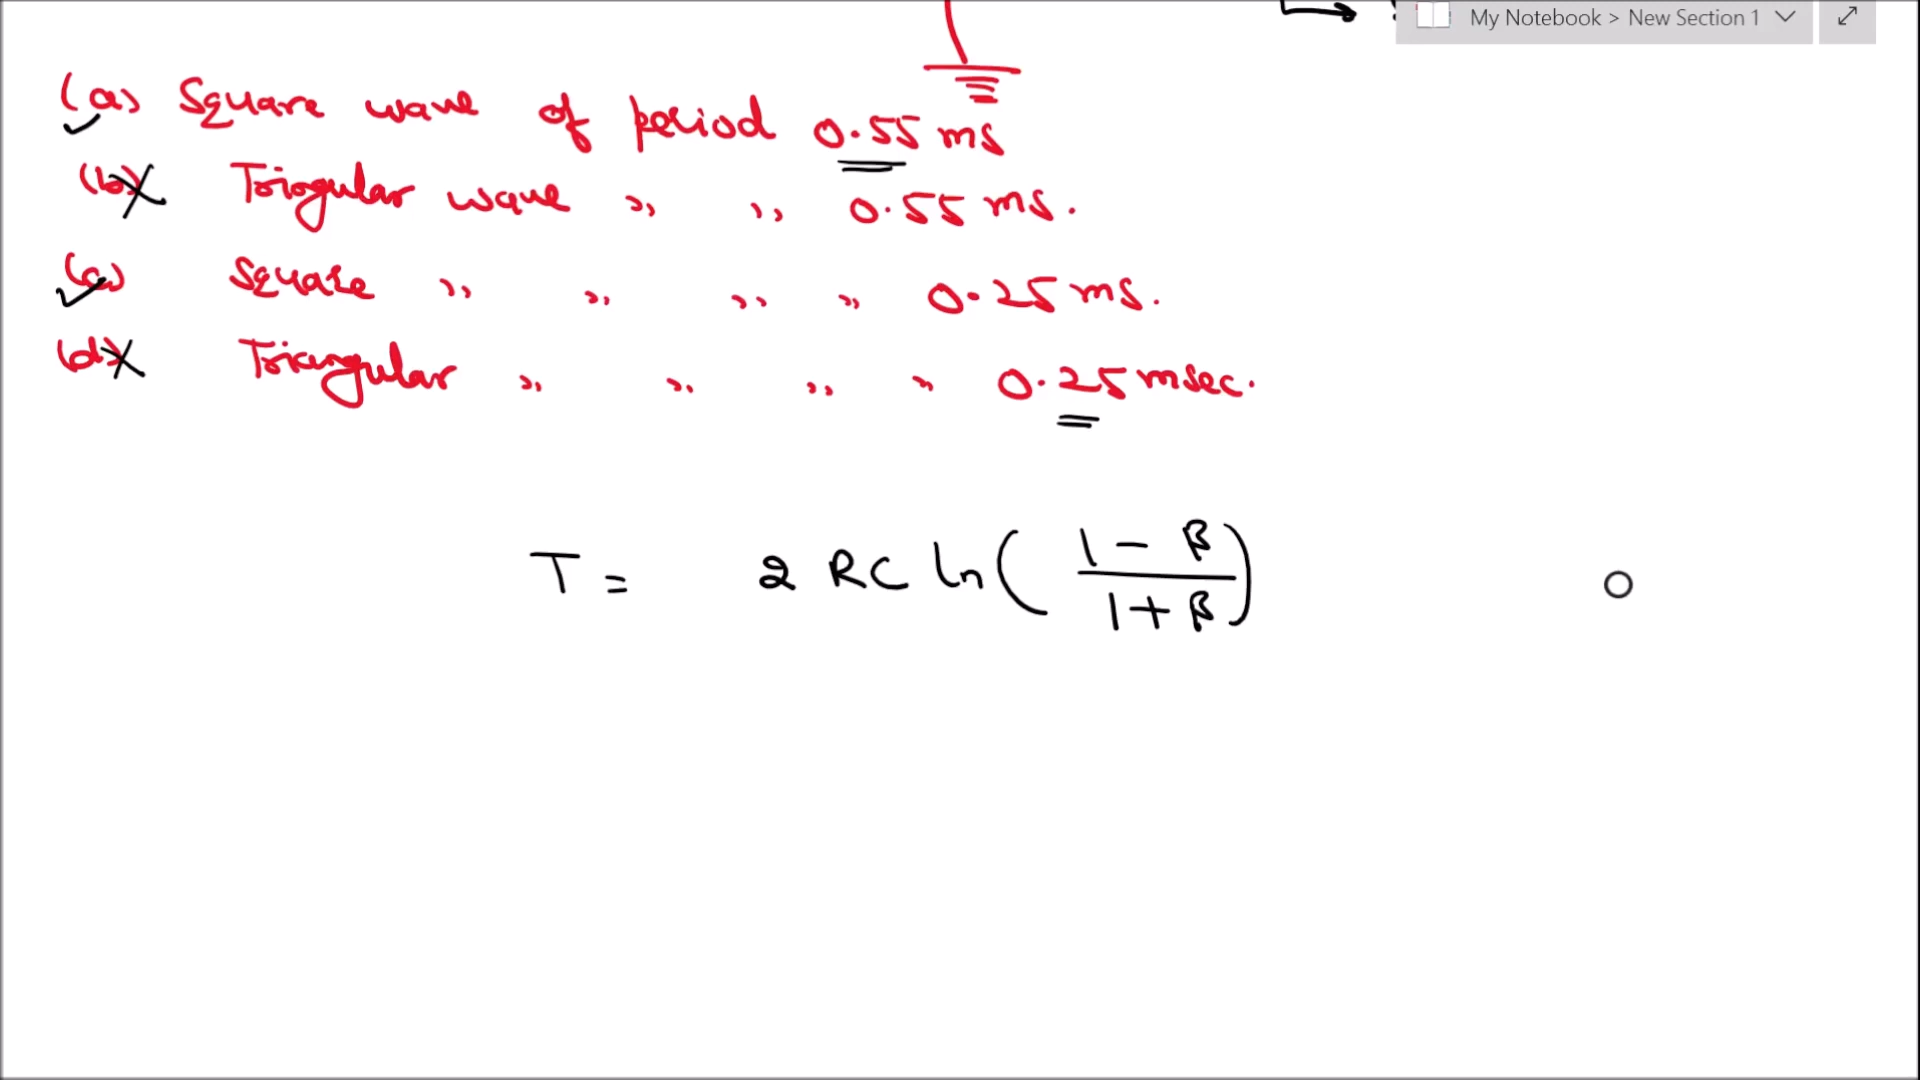 My Notebook > New Section 1
(a) Square wave of period 0.55 ms
(b) Triogular wave ,, ,, 0.55 ms.
(c) Square ,, ,, ,, ,, 0.25 ms.
(d) Triangular ,, ,, ,, ,, 0.25 msec.
T = 2 RC ln( 1 - β / 1 + β )